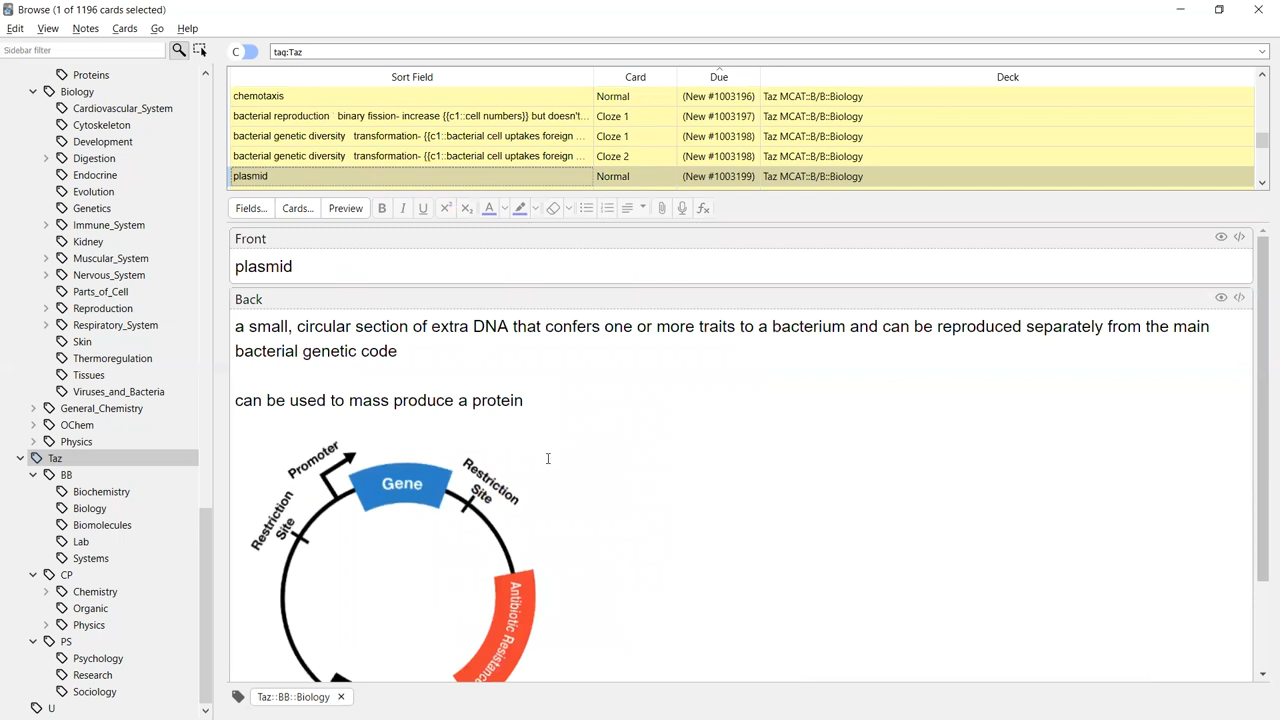 Browse (1 of 1196 cards selected)
Edit View Notes Cards Go Help
Sidebar filter
C tag:Taz
Sort Field Card Due Deck
chemotaxis Normal (New #1003196) Taz MCAT::B/B::Biology
bacterial reproduction binary fission- increase {{c1::cell numbers}} but doesn't... Cloze 1 (New #1003197) Taz MCAT::B/B::Biology
bacterial genetic diversity transformation- {{c1::bacterial cell uptakes foreign ... Cloze 1 (New #1003198) Taz MCAT::B/B::Biology
bacterial genetic diversity transformation- {{c1::bacterial cell uptakes foreign ... Cloze 2 (New #1003198) Taz MCAT::B/B::Biology
plasmid Normal (New #1003199) Taz MCAT::B/B::Biology
Proteins
Biology
Cardiovascular_System
Cytoskeleton
Development
Digestion
Endocrine
Evolution
Genetics
Immune_System
Kidney
Muscular_System
Nervous_System
Parts_of_Cell
Reproduction
Respiratory_System
Skin
Thermoregulation
Tissues
Viruses_and_Bacteria
General_Chemistry
OChem
Physics
Taz
BB
Biochemistry
Biology
Biomolecules
Lab
Systems
CP
Chemistry
Organic
Physics
PS
Psychology
Research
Sociology
U
Fields... Cards... Preview B I U X² X₂ A fx
Front
plasmid
Back
a small, circular section of extra DNA that confers one or more traits to a bacterium and can be reproduced separately from the main
bacterial genetic code
can be used to mass produce a protein
Promoter
Gene
Restriction
Site
Restriction
Site
Antibiotic Resistance
Taz::BB::Biology